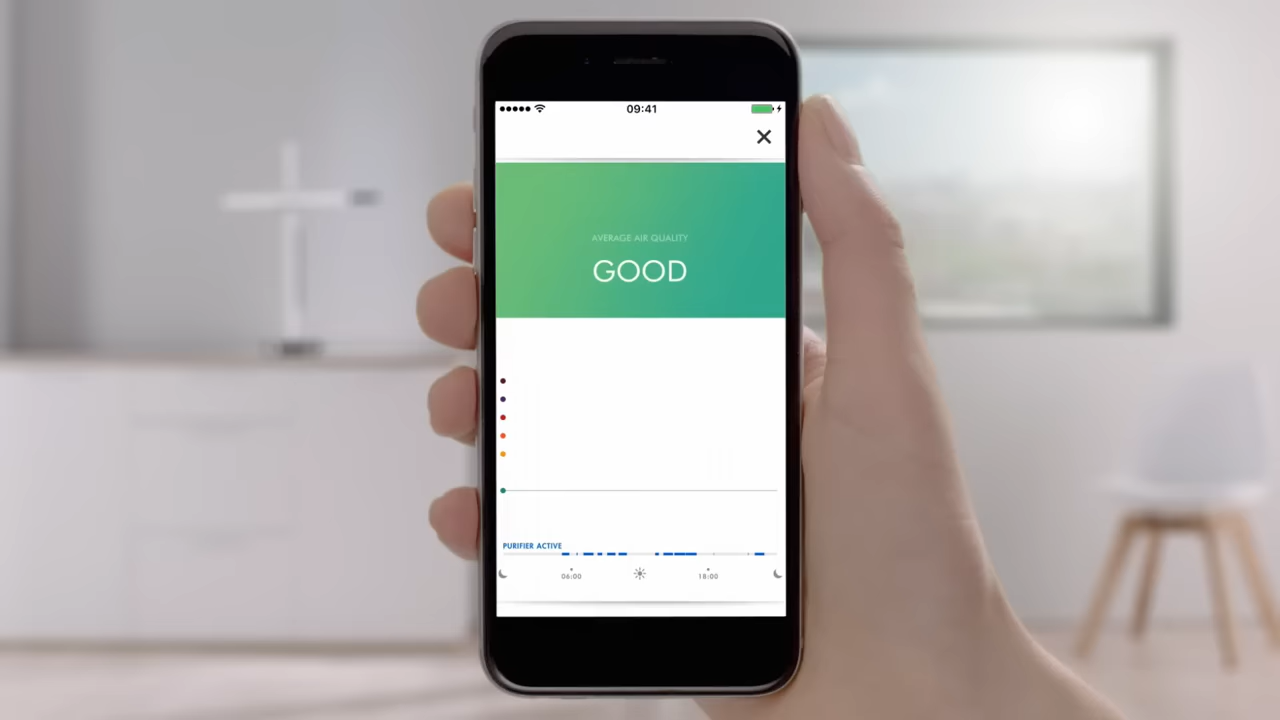 09:41
AVERAGE AIR QUALITY
GOOD
PURIFIER ACTIVE
06:00
18:00